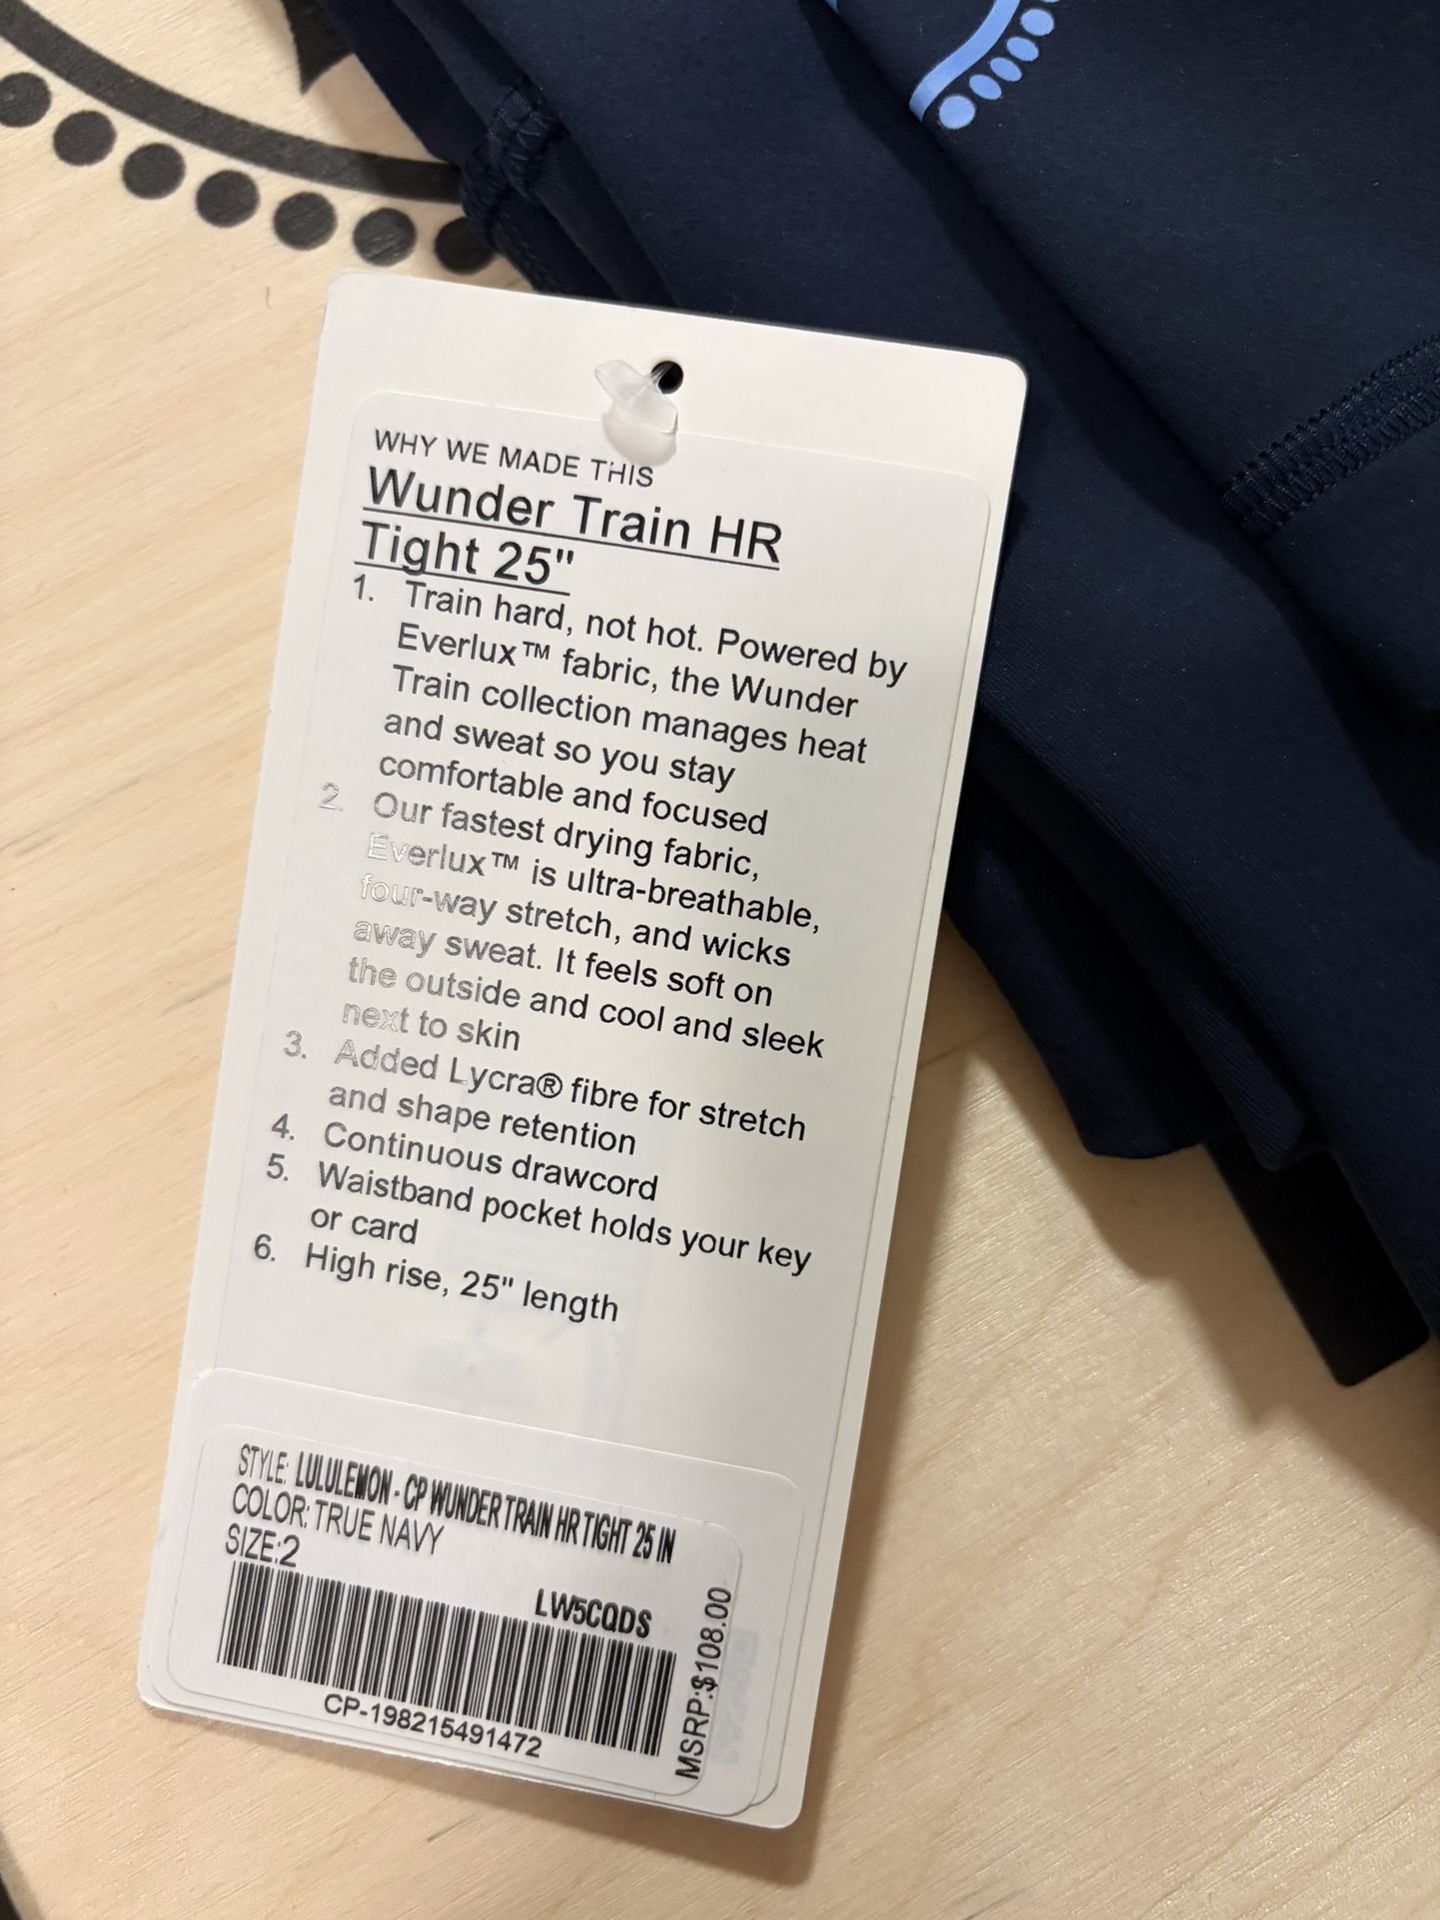 WHY WE MADE THIS
Wunder Train HR
Tight 25"
1. Train hard, not hot. Powered by
Everlux™ fabric, the Wunder
Train collection manages heat
and sweat so you stay
comfortable and focused
2. Our fastest drying fabric,
Everlux™ is ultra-breathable,
four-way stretch, and wicks
away sweat. It feels soft on
the outside and cool and sleek
next to skin
3. Added Lycra® fibre for stretch
and shape retention
4. Continuous drawcord
5. Waistband pocket holds your key
or card
6. High rise, 25" length
STYLE: LULULEMON - CP WUNDER TRAIN HR TIGHT 25 IN
COLOR: TRUE NAVY
SIZE:2
LW5CQDS
CP-198215491472
MSRP:$108.00